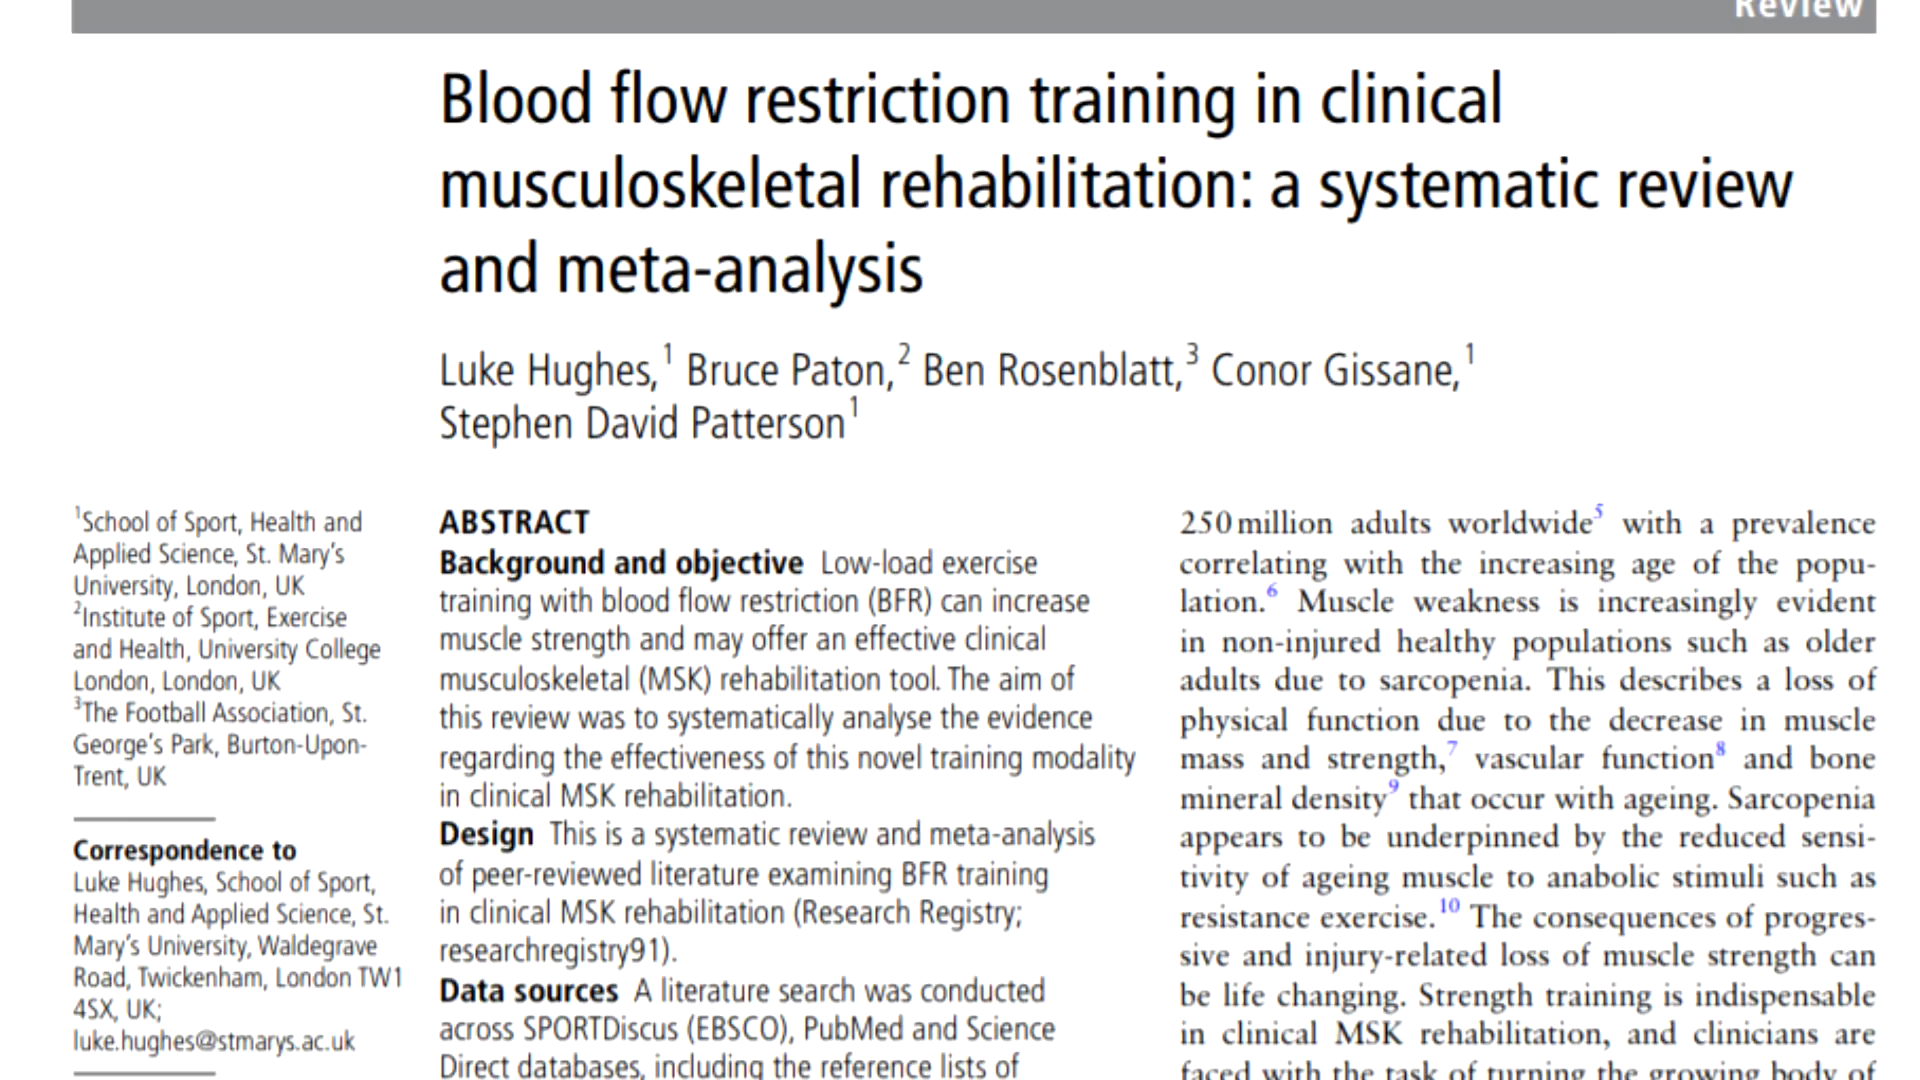 Review
Blood flow restriction training in clinical
musculoskeletal rehabilitation: a systematic review
and meta-analysis
Luke Hughes,1 Bruce Paton,2 Ben Rosenblatt,3 Conor Gissane,1
Stephen David Patterson1
1School of Sport, Health and
Applied Science, St. Mary's
University, London, UK
2Institute of Sport, Exercise
and Health, University College
London, London, UK
3The Football Association, St.
George's Park, Burton-Upon-
Trent, UK
Correspondence to
Luke Hughes, School of Sport,
Health and Applied Science, St.
Mary's University, Waldegrave
Road, Twickenham, London TW1
4SX, UK;
luke.hughes@stmarys.ac.uk
ABSTRACT
Background and objective Low-load exercise
training with blood flow restriction (BFR) can increase
muscle strength and may offer an effective clinical
musculoskeletal (MSK) rehabilitation tool. The aim of
this review was to systematically analyse the evidence
regarding the effectiveness of this novel training modality
in clinical MSK rehabilitation.
Design This is a systematic review and meta-analysis
of peer-reviewed literature examining BFR training
in clinical MSK rehabilitation (Research Registry;
researchregistry91).
Data sources A literature search was conducted
across SPORTDiscus (EBSCO), PubMed and Science
Direct databases, including the reference lists of
250 million adults worldwide5 with a prevalence
correlating with the increasing age of the popu-
lation.6 Muscle weakness is increasingly evident
in non-injured healthy populations such as older
adults due to sarcopenia. This describes a loss of
physical function due to the decrease in muscle
mass and strength,7 vascular function8 and bone
mineral density9 that occur with ageing. Sarcopenia
appears to be underpinned by the reduced sensi-
tivity of ageing muscle to anabolic stimuli such as
resistance exercise.10 The consequences of progres-
sive and injury-related loss of muscle strength can
be life changing. Strength training is indispensable
in clinical MSK rehabilitation, and clinicians are
faced with the task of turning the growing body of